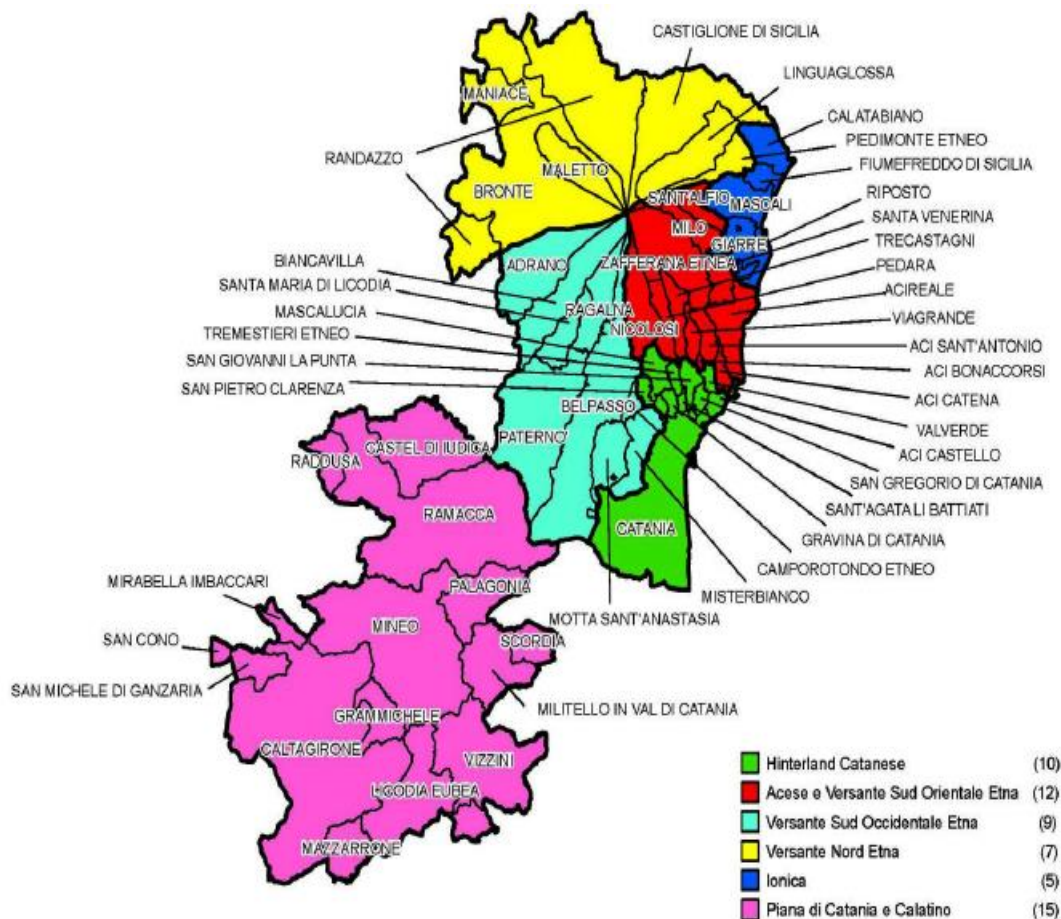 CASTIGLIONE DI SICILIA
LINGUAGLOSSA
MANIACE
CALATABIANO
PIEDIMONTE ETNEO
RANDAZZO
FIUMEFREDDO DI SICILIA
MALETTO
BRONTE
SANT'ALFIO
RIPOSTO
MASCALI
SANTA VENERINA
MILO
GIARRE
TRECASTAGNI
BIANCAVILLA
ADRANO
ZAFFERANA ETNEA
PEDARA
SANTA MARIA DI LICODIA
ACIREALE
MASCALUCIA
RAGALNA
VIAGRANDE
TREMESTIERI ETNEO
NICOLOSI
ACI SANT'ANTONIO
SAN GIOVANNI LA PUNTA
ACI BONACCORSI
SAN PIETRO CLARENZA
ACI CATENA
BELPASSO
VALVERDE
PATERNO'
ACI CASTELLO
CASTEL DI IUDICA
RADDUSA
SAN GREGORIO DI CATANIA
SANT'AGATA LI BATTIATI
RAMACCA
CATANIA
GRAVINA DI CATANIA
CAMPOROTONDO ETNEO
MIRABELLA IMBACCARI
PALAGONIA
MISTERBIANCO
MOTTA SANT'ANASTASIA
MINEO
SAN CONO
SCORDIA
SAN MICHELE DI GANZARIA
MILITELLO IN VAL DI CATANIA
GRAMMICHELE
CALTAGIRONE
VIZZINI
LICODIA EUBEA
MAZZARRONE
Hinterland Catanese (10)
Acese e Versante Sud Orientale Etna (12)
Versante Sud Occidentale Etna (9)
Versante Nord Etna (7)
Ionica (5)
Piana di Catania e Calatino (15)